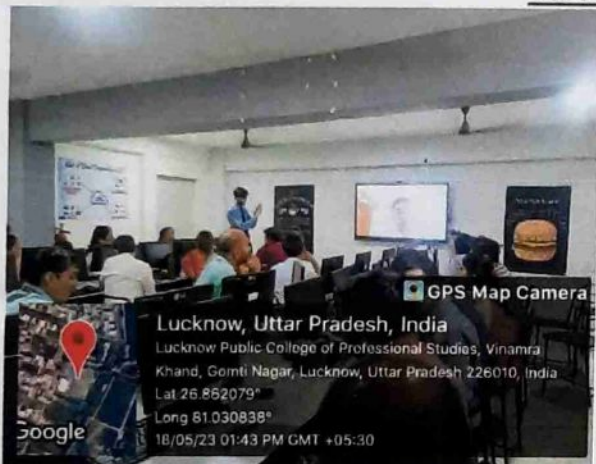 GPS Map Camera
Lucknow, Uttar Pradesh, India
Lucknow Public College of Professional Studies, Vinamra
Khand, Gomti Nagar, Lucknow, Uttar Pradesh 226010, India
Lat 26.862079°
Long 81.030838°
18/05/23 01:43 PM GMT +05:30
Google